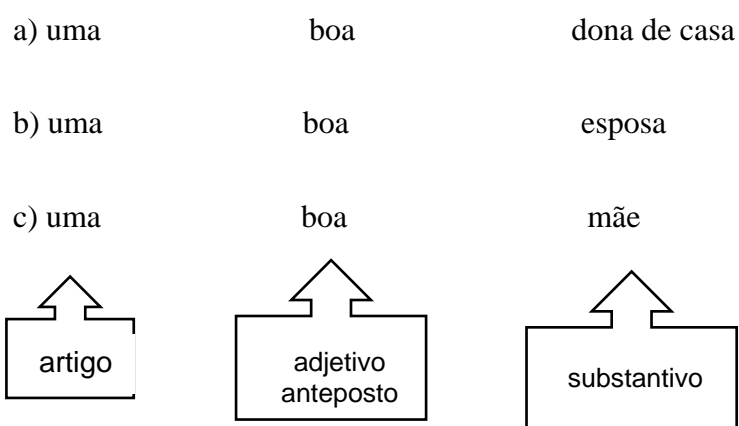 a) uma boa dona de casa
b) uma boa esposa
c) uma boa mãe
artigo
adjetivo
anteposto
substantivo